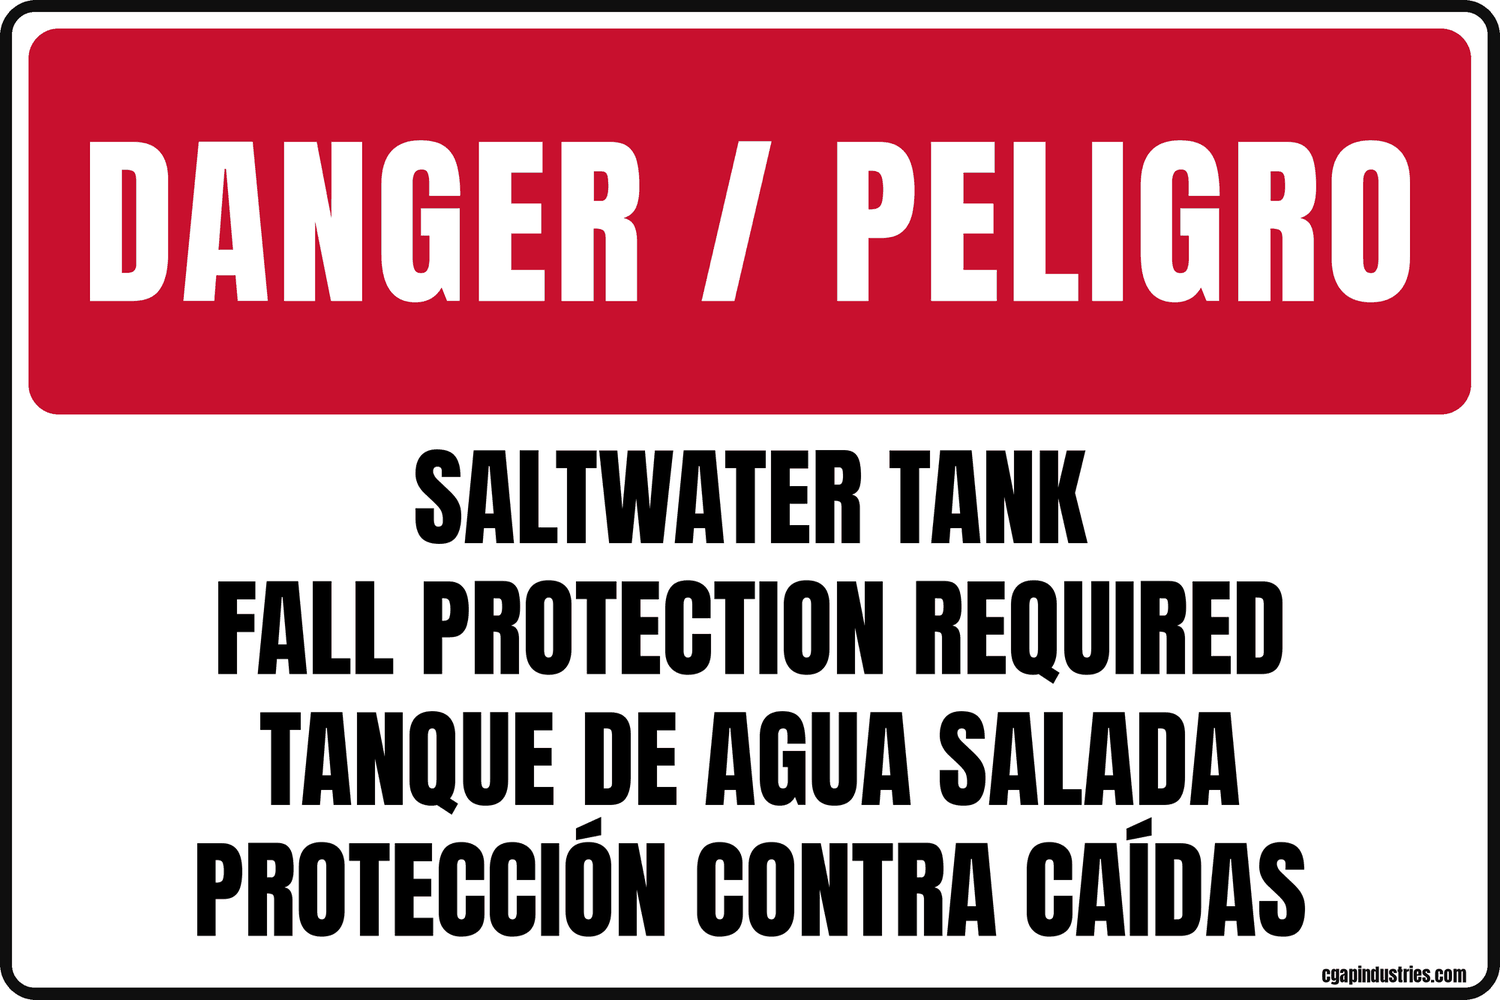 DANGER / PELIGRO
SALTWATER TANK
FALL PROTECTION REQUIRED
TANQUE DE AGUA SALADA
PROTECCIÓN CONTRA CAÍDAS
cgapindustries.com